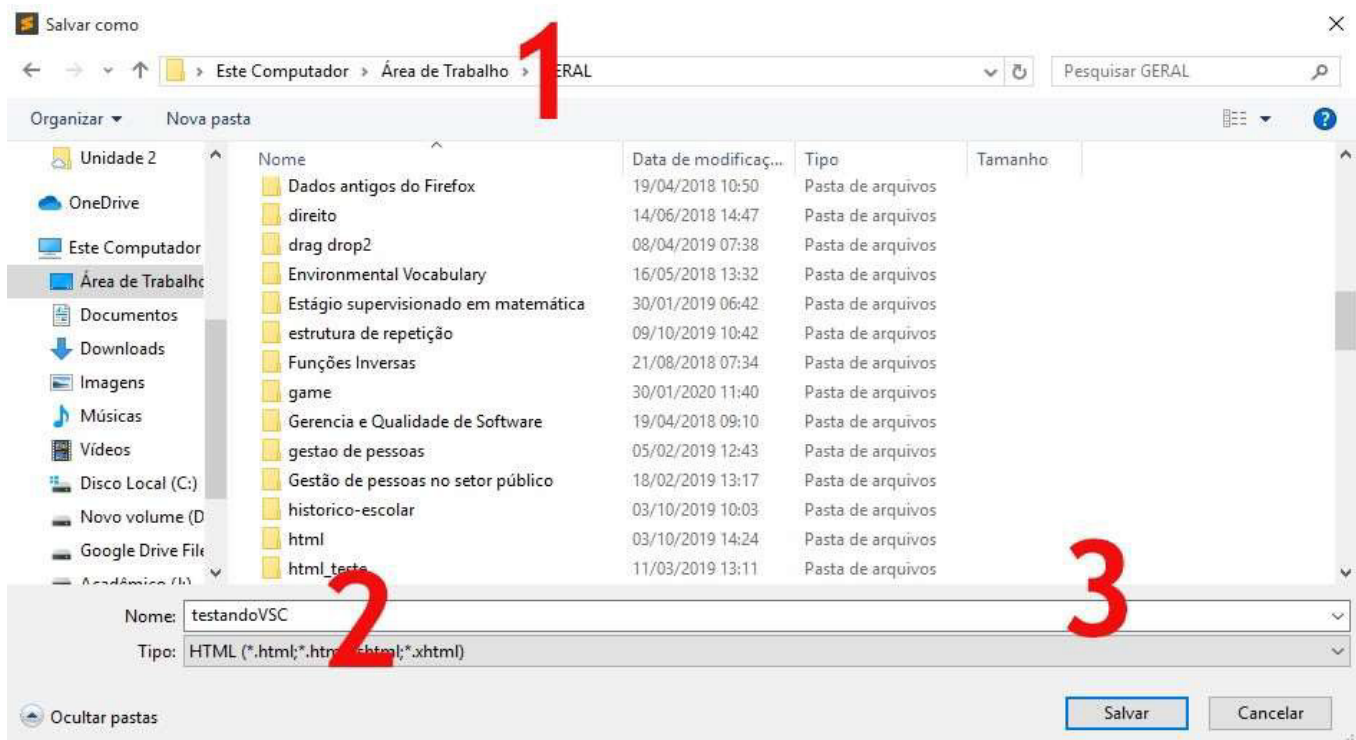 Salvar como
Este Computador > Área de Trabalho > ERAL
Pesquisar GERAL
1
Organizar Nova pasta
Unidade 2
OneDrive
Este Computador
Área de Trabalho
Documentos
Downloads
Imagens
Músicas
Vídeos
Disco Local (C:)
Novo volume (D
Google Drive File
Nome Data de modificaç... Tipo Tamanho
Dados antigos do Firefox 19/04/2018 10:50 Pasta de arquivos
direito 14/06/2018 14:47 Pasta de arquivos
drag drop2 08/04/2019 07:38 Pasta de arquivos
Environmental Vocabulary 16/05/2018 13:32 Pasta de arquivos
Estágio supervisionado em matemática 30/01/2019 06:42 Pasta de arquivos
estrutura de repetição 09/10/2019 10:42 Pasta de arquivos
Funções Inversas 21/08/2018 07:34 Pasta de arquivos
game 30/01/2020 11:40 Pasta de arquivos
Gerencia e Qualidade de Software 19/04/2018 09:10 Pasta de arquivos
gestao de pessoas 05/02/2019 12:43 Pasta de arquivos
Gestão de pessoas no setor público 18/02/2019 13:17 Pasta de arquivos
historico-escolar 03/10/2019 10:03 Pasta de arquivos
html 03/10/2019 14:24 Pasta de arquivos
html_teste 11/03/2019 13:11 Pasta de arquivos
2
3
Nome: testandoVSC
Tipo: HTML (*.html;*.htm;*.shtml;*.xhtml)
Ocultar pastas
Salvar
Cancelar